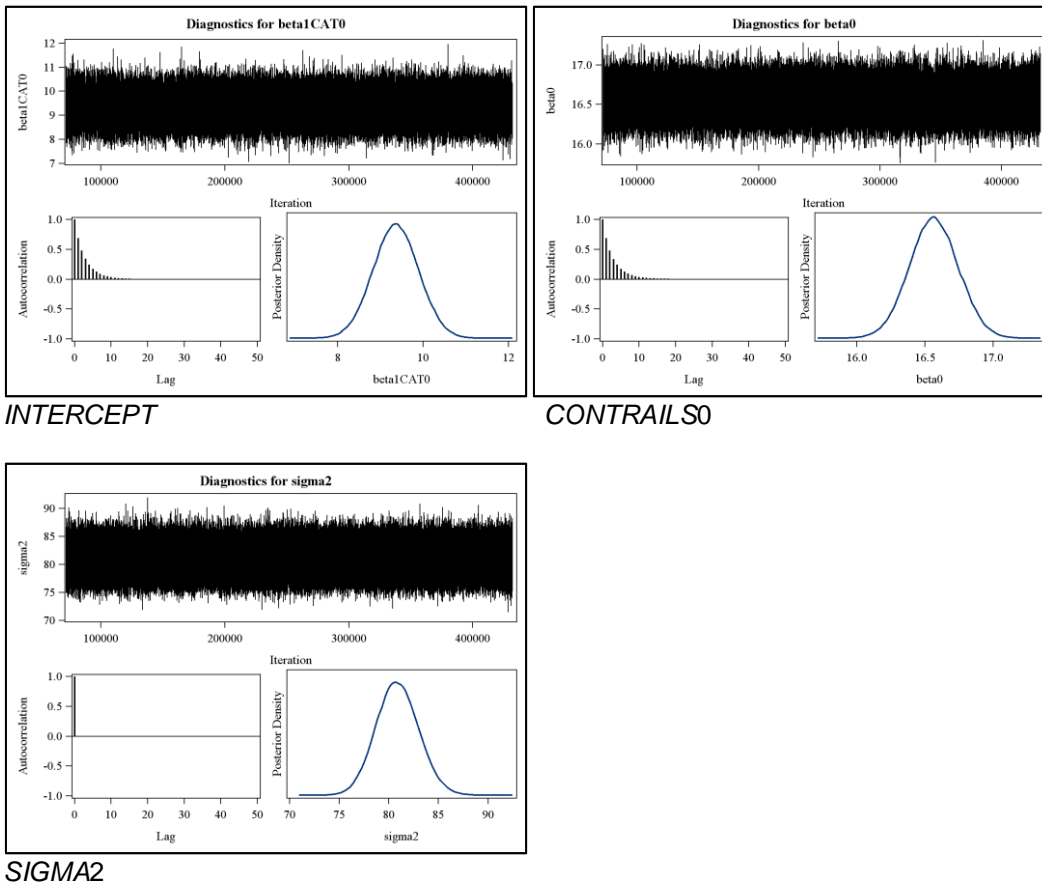 Diagnostics for beta1CAT0
12
11
10
9
8
7
beta1CAT0
100000 200000 300000 400000
Iteration
1.0
0.5
0.0
-0.5
-1.0
Autocorrelation
0 10 20 30 40 50
Lag
Posterior Density
8 10 12
beta1CAT0
INTERCEPT
Diagnostics for beta0
17.0
16.5
16.0
beta0
100000 200000 300000 400000
Iteration
1.0
0.5
0.0
-0.5
-1.0
Autocorrelation
0 10 20 30 40 50
Lag
Posterior Density
16.0 16.5 17.0
beta0
CONTRAILS0
Diagnostics for sigma2
90
85
80
75
70
sigma2
100000 200000 300000 400000
Iteration
1.0
0.5
0.0
-0.5
-1.0
Autocorrelation
0 10 20 30 40 50
Lag
Posterior Density
70 75 80 85 90
sigma2
SIGMA2